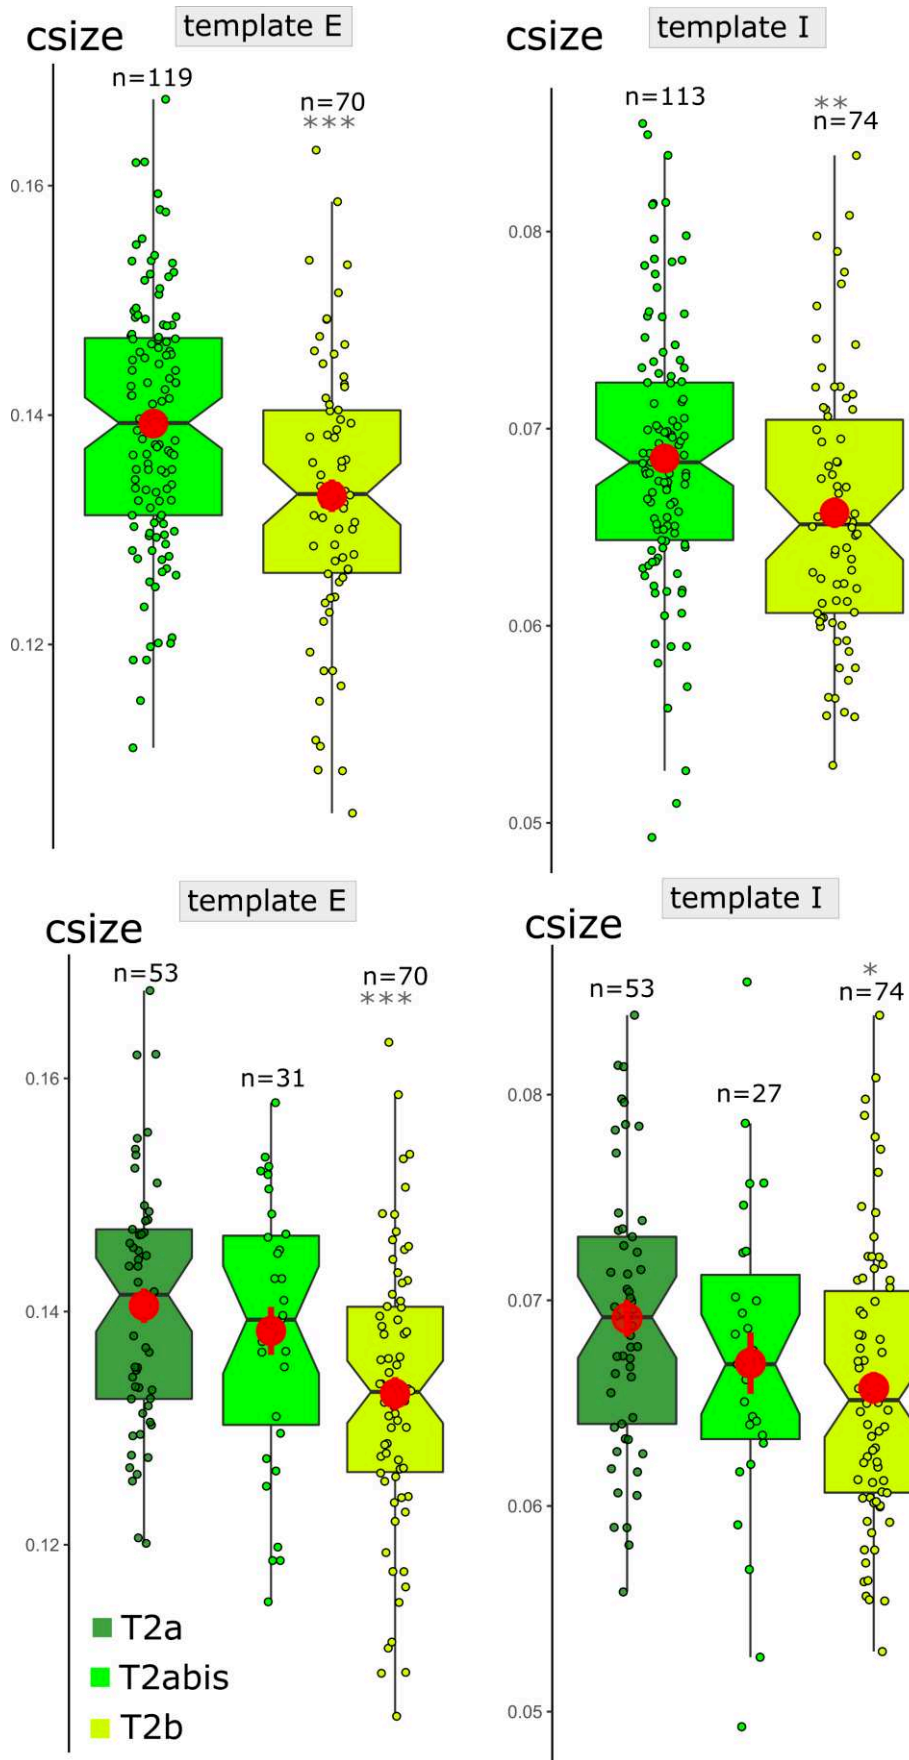 template E
csize
n=119
n=70
***
0.16
0.14
0.12
template I
csize
n=113
**
n=74
0.08
0.07
0.06
0.05
template E
csize
n=53
n=70
***
n=31
0.16
0.14
0.12
T2a
T2abis
T2b
template I
csize
n=53
*
n=74
n=27
0.08
0.07
0.06
0.05